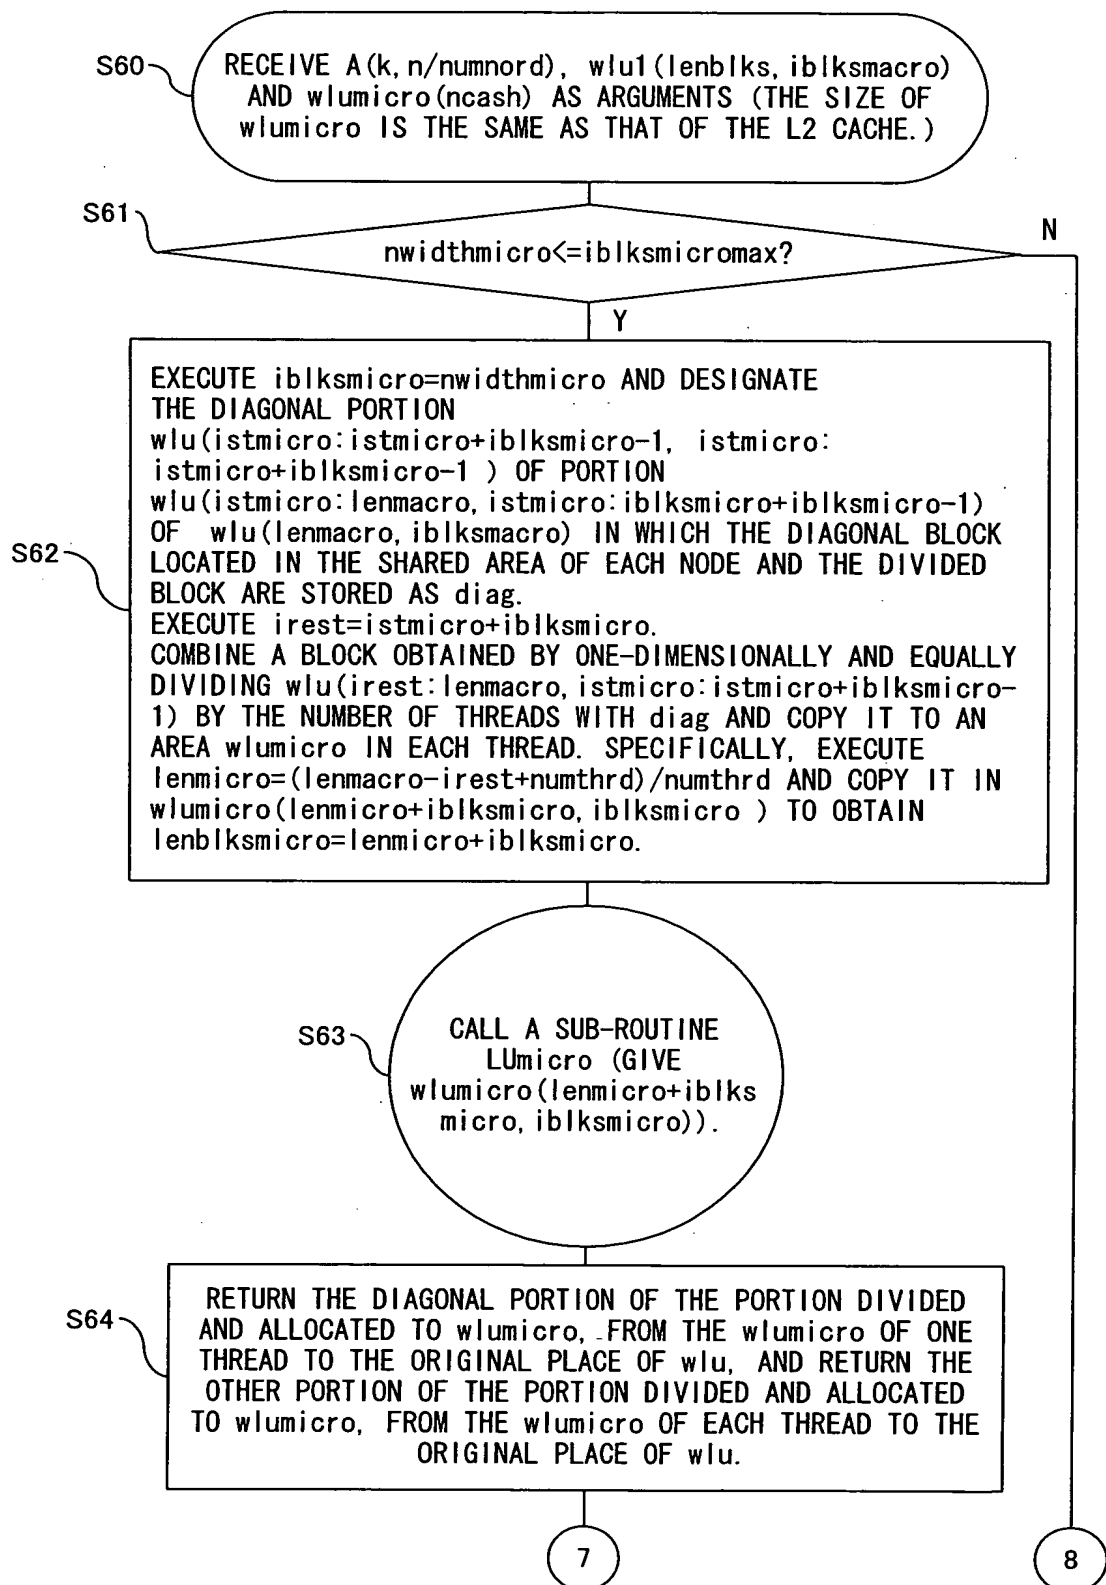 S60
RECEIVE A(k, n/numnord), wlu1(lenblks, iblksmacro)
AND wlumicro(ncash) AS ARGUMENTS (THE SIZE OF
wlumicro IS THE SAME AS THAT OF THE L2 CACHE.)
S61
nwidthmicro<=iblksmicromax?
N
Y
S62
EXECUTE iblksmicro=nwidthmicro AND DESIGNATE
THE DIAGONAL PORTION
wlu(istmicro:istmicro+iblksmicro-1, istmicro:
istmicro+iblksmicro-1 ) OF PORTION
wlu(istmicro:lenmacro, istmicro:iblksmicro+iblksmicro-1)
OF wlu(lenmacro, iblksmacro) IN WHICH THE DIAGONAL BLOCK
LOCATED IN THE SHARED AREA OF EACH NODE AND THE DIVIDED
BLOCK ARE STORED AS diag.
EXECUTE irest=istmicro+iblksmicro.
COMBINE A BLOCK OBTAINED BY ONE-DIMENSIONALLY AND EQUALLY
DIVIDING wlu(irest:lenmacro, istmicro:istmicro+iblksmicro-
1) BY THE NUMBER OF THREADS WITH diag AND COPY IT TO AN
AREA wlumicro IN EACH THREAD. SPECIFICALLY, EXECUTE
lenmicro=(lenmacro-irest+numthrd)/numthrd AND COPY IT IN
wlumicro(lenmicro+iblksmicro, iblksmicro ) TO OBTAIN
lenblksmicro=lenmicro+iblksmicro.
S63
CALL A SUB-ROUTINE
LUmicro (GIVE
wlumicro(lenmicro+iblks
micro, iblksmicro)).
S64
RETURN THE DIAGONAL PORTION OF THE PORTION DIVIDED
AND ALLOCATED TO wlumicro, FROM THE wlumicro OF ONE
THREAD TO THE ORIGINAL PLACE OF wlu, AND RETURN THE
OTHER PORTION OF THE PORTION DIVIDED AND ALLOCATED
TO wlumicro, FROM THE wlumicro OF EACH THREAD TO THE
ORIGINAL PLACE OF wlu.
7
8